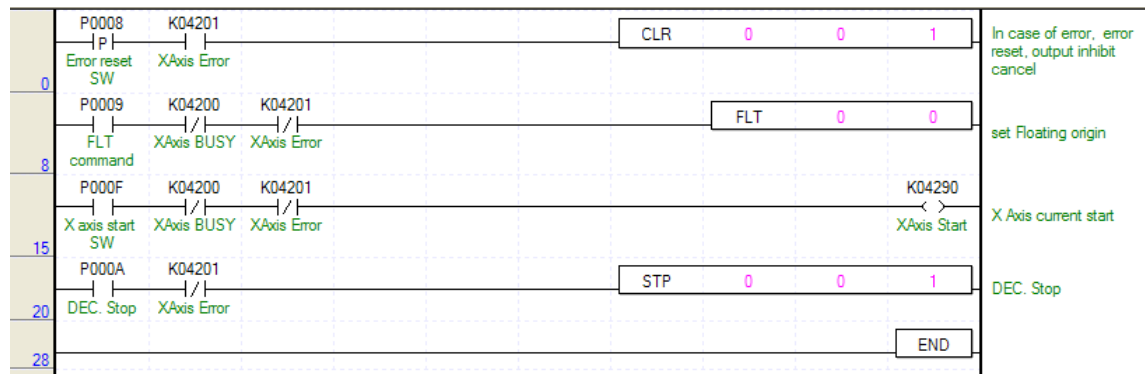 P0008 K04201
P CLR 0 0 1
Error reset SW XAxis Error
In case of error, error
reset, output inhibit
cancel
0
P0009 K04200 K04201
FLT 0 0
FLT command XAxis BUSY XAxis Error
set Floating origin
8
P000F K04200 K04201 K04290
X axis start SW XAxis BUSY XAxis Error XAxis Start
X Axis current start
15
P000A K04201
STP 0 0 1
DEC. Stop XAxis Error
DEC. Stop
20
END
28